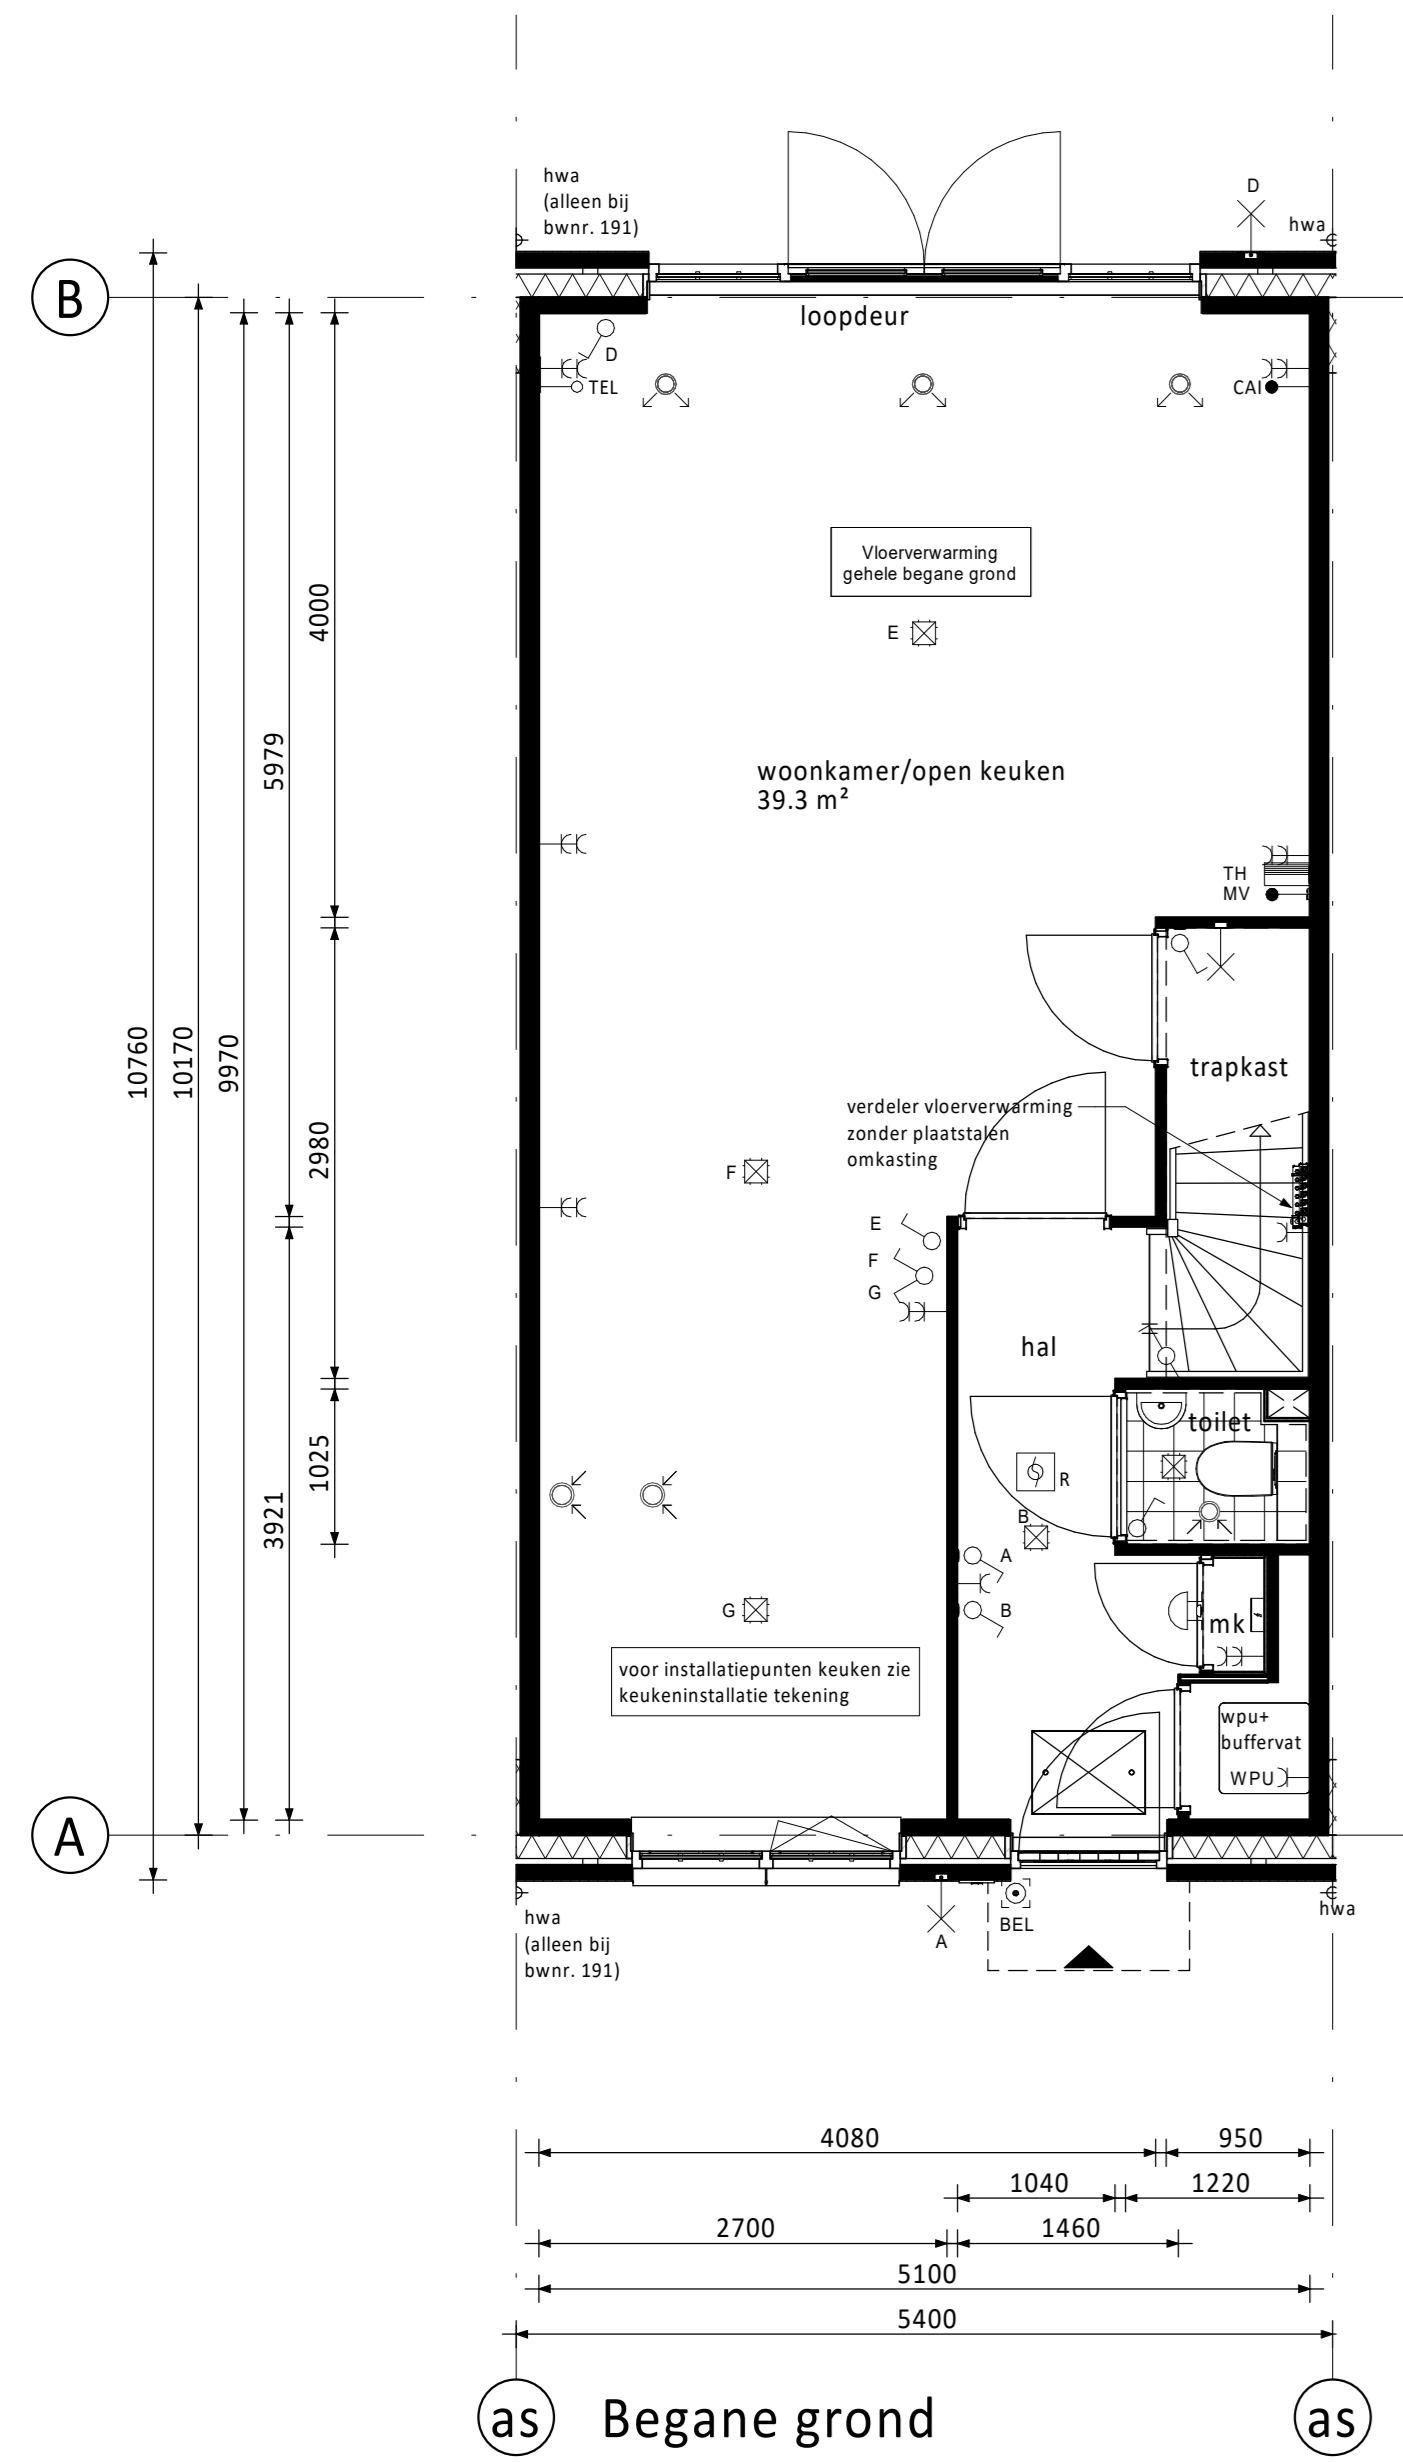 hwa
(alleen bij
bwnr. 191)
D
hwa
B
loopdeur
D
TEL
CAI
Vloerverwarming
gehele begane grond
E
4000
5979
woonkamer/open keuken
39.3 m²
TH
MV
10760
10170
9970
2980
trapkast
verdeler vloerverwarming
zonder plaatstalen
omkasting
F
E
F
G
hal
toilet
1025
3921
R
B
A
B
G
mk
voor installatiepunten keuken zie
keukeninstallatie tekening
wpu+
buffervat
WPU
A
hwa
(alleen bij
bwnr. 191)
A
BEL
hwa
4080
950
1040
1220
2700
1460
5100
5400
as
Begane grond
as